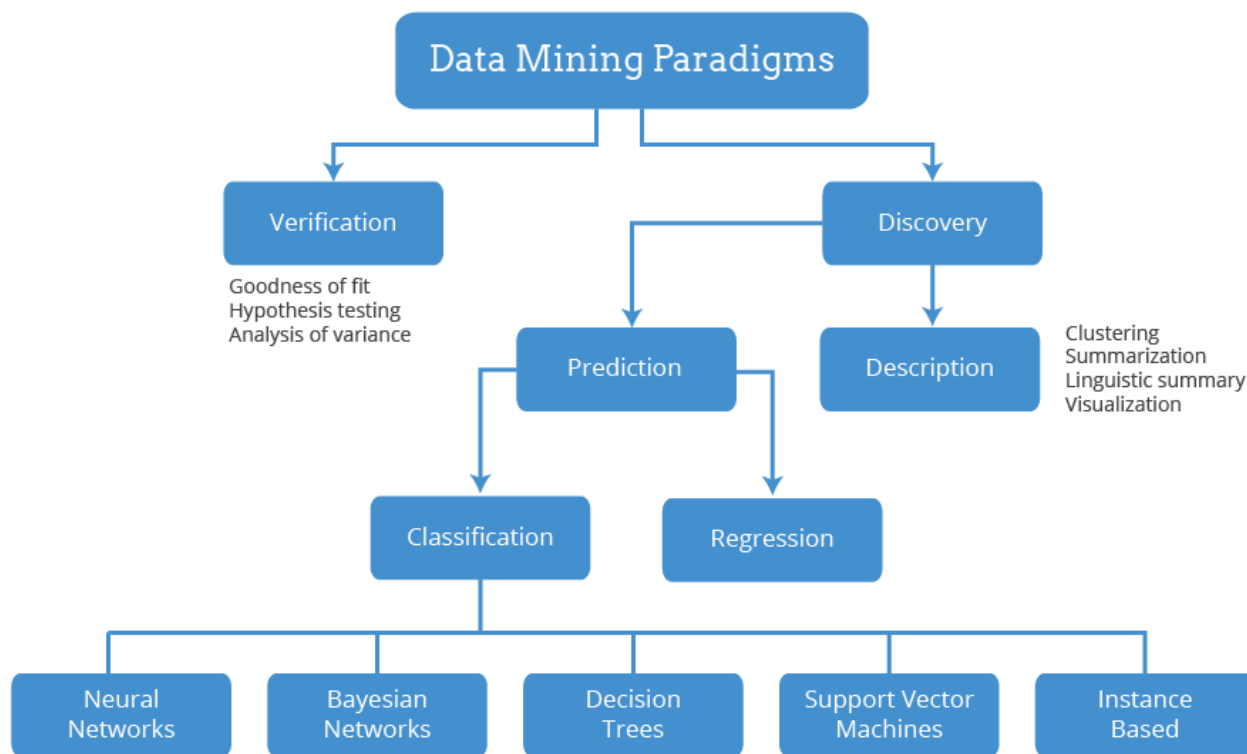 Data Mining Paradigms
Verification
Discovery
Goodness of fit
Hypothesis testing
Analysis of variance
Prediction
Description
Clustering
Summarization
Linguistic summary
Visualization
Classification
Regression
Neural
Networks
Bayesian
Networks
Decision
Trees
Support Vector
Machines
Instance
Based